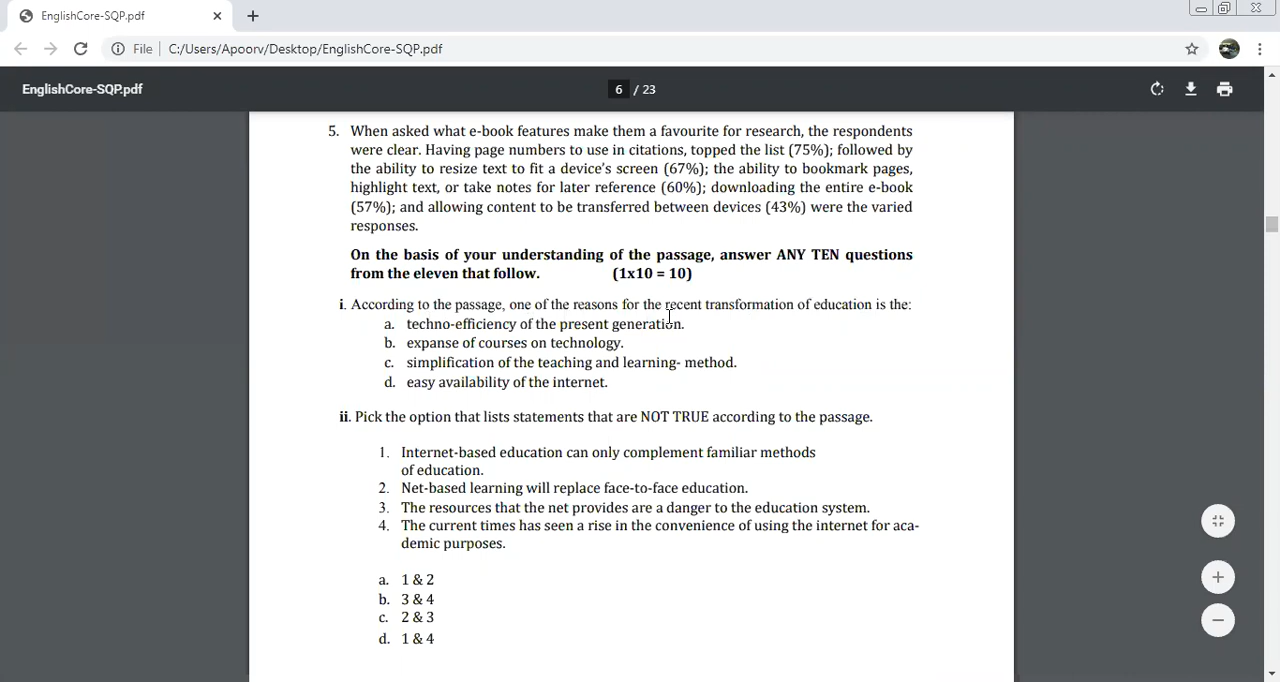 EnglishCore-SQP.pdf
File
C:/Users/Apoorv/Desktop/EnglishCore-SQP.pdf
EnglishCore-SQP.pdf
6 / 23
5. When asked what e-book features make them a favourite for research, the respondents
were clear. Having page numbers to use in citations, topped the list (75%); followed by
the ability to resize text to fit a device's screen (67%); the ability to bookmark pages,
highlight text, or take notes for later reference (60%); downloading the entire e-book
(57%); and allowing content to be transferred between devices (43%) were the varied
responses.
On the basis of your understanding of the passage, answer ANY TEN questions
from the eleven that follow. (1x10 = 10)
i. According to the passage, one of the reasons for the recent transformation of education is the:
a. techno-efficiency of the present generation.
b. expanse of courses on technology.
c. simplification of the teaching and learning- method.
d. easy availability of the internet.
ii. Pick the option that lists statements that are NOT TRUE according to the passage.
1. Internet-based education can only complement familiar methods
of education.
2. Net-based learning will replace face-to-face education.
3. The resources that the net provides are a danger to the education system.
4. The current times has seen a rise in the convenience of using the internet for aca-
demic purposes.
a. 1 & 2
b. 3 & 4
c. 2 & 3
d. 1 & 4